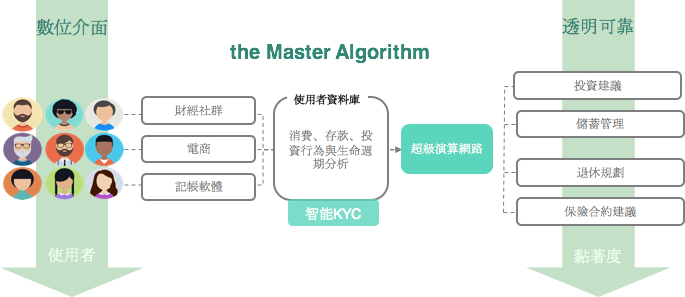 數位介面
透明可靠
the Master Algorithm
財經社群
電商
記帳軟體
使用者資料庫
消費、存款、投
資行為與生命週
期分析
智能KYC
超級演算網路
投資建議
儲蓄管理
退休規劃
保險合約建議
使用者
黏著度